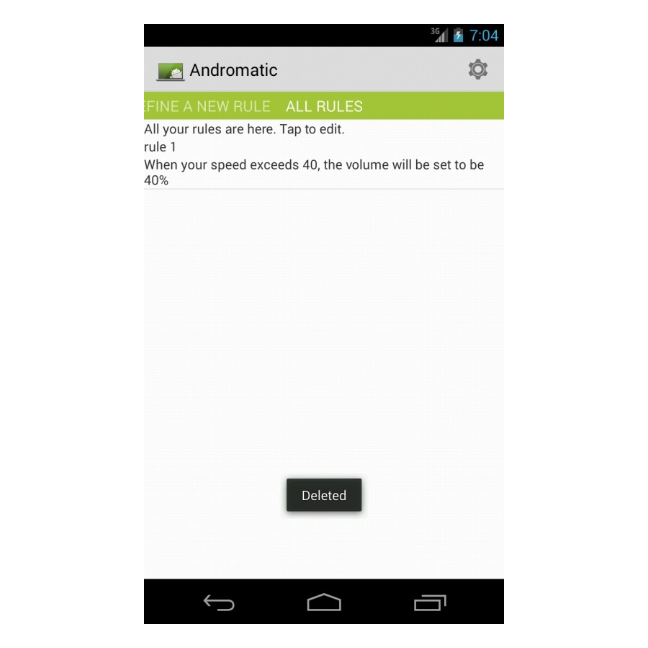 3G 7:04
Andromatic
EFINE A NEW RULE ALL RULES
All your rules are here. Tap to edit.
rule 1
When your speed exceeds 40, the volume will be set to be
40%
Deleted